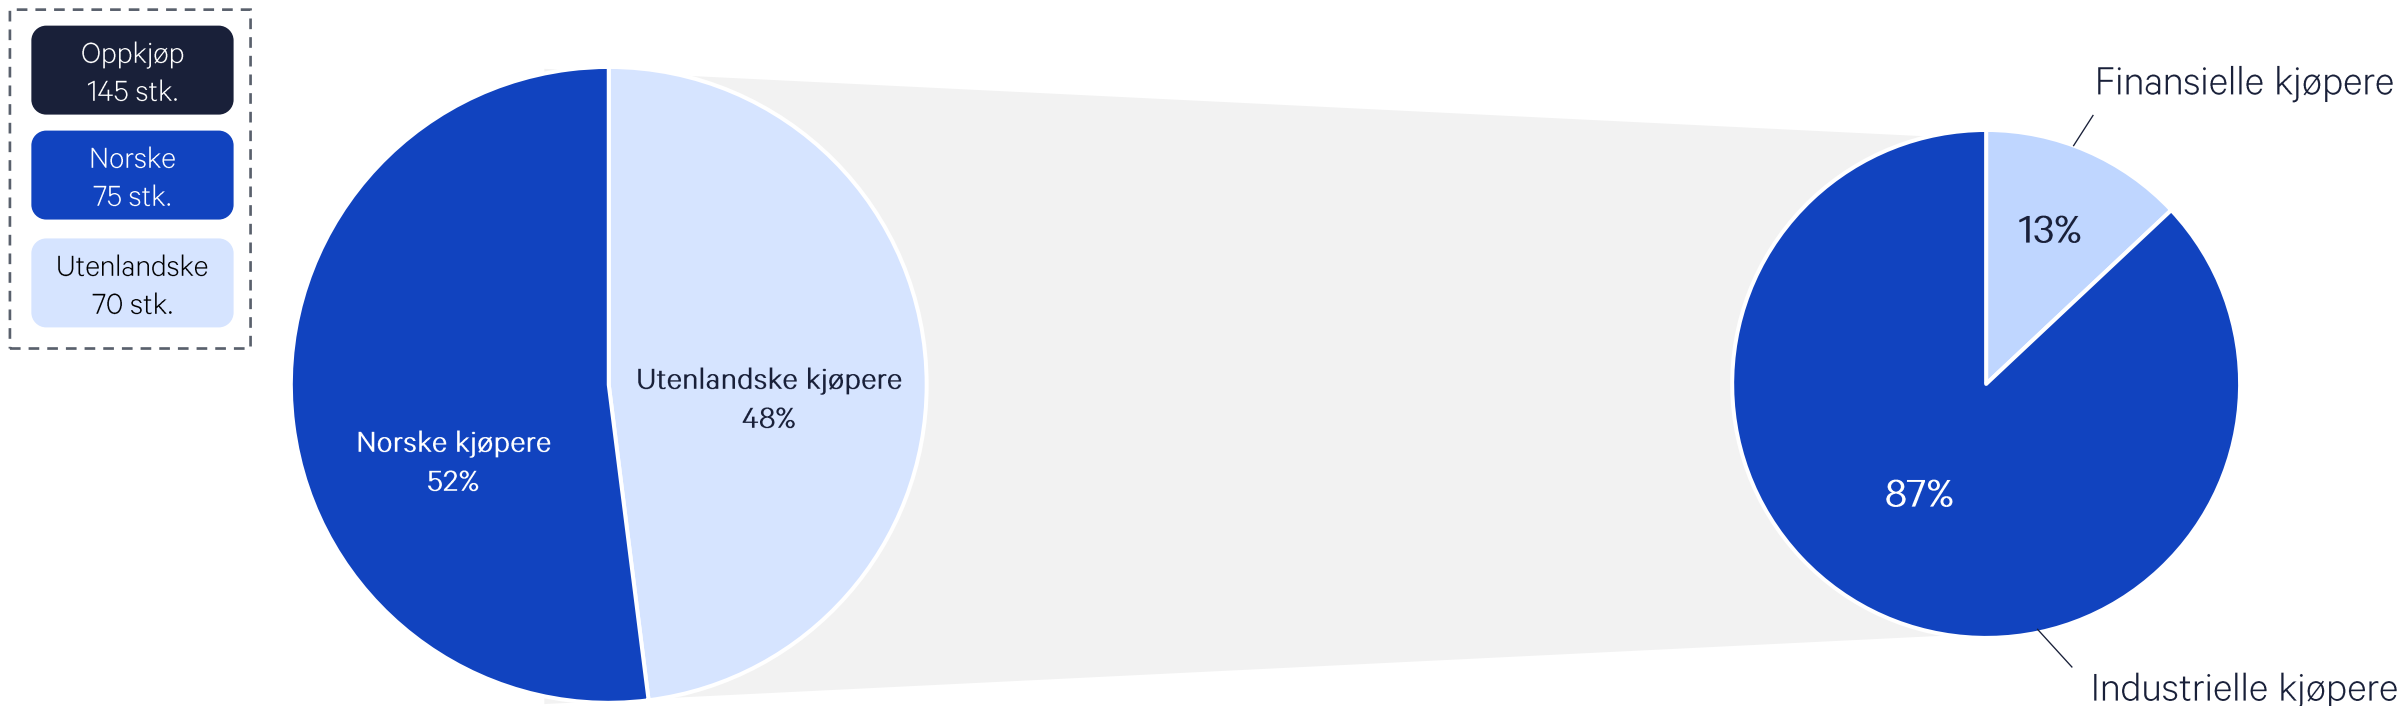 Oppkjøp
145 stk.
Norske
75 stk.
Utenlandske
70 stk.
Norske kjøpere
52%
Utenlandske kjøpere
48%
Finansielle kjøpere
13%
87%
Industrielle kjøpere